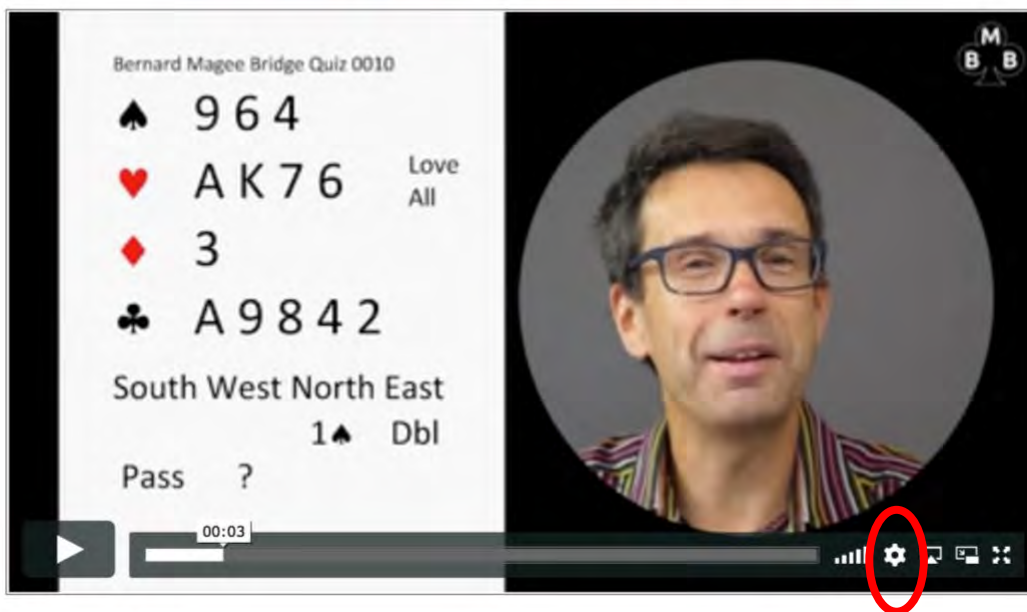 Bernard Magee Bridge Quiz 0010
♠ 9 6 4
♥ A K 7 6
Love
All
♦ 3
♣ A 9 8 4 2
South West North East
1♠ Dbl
Pass ?
M
B B
00:03